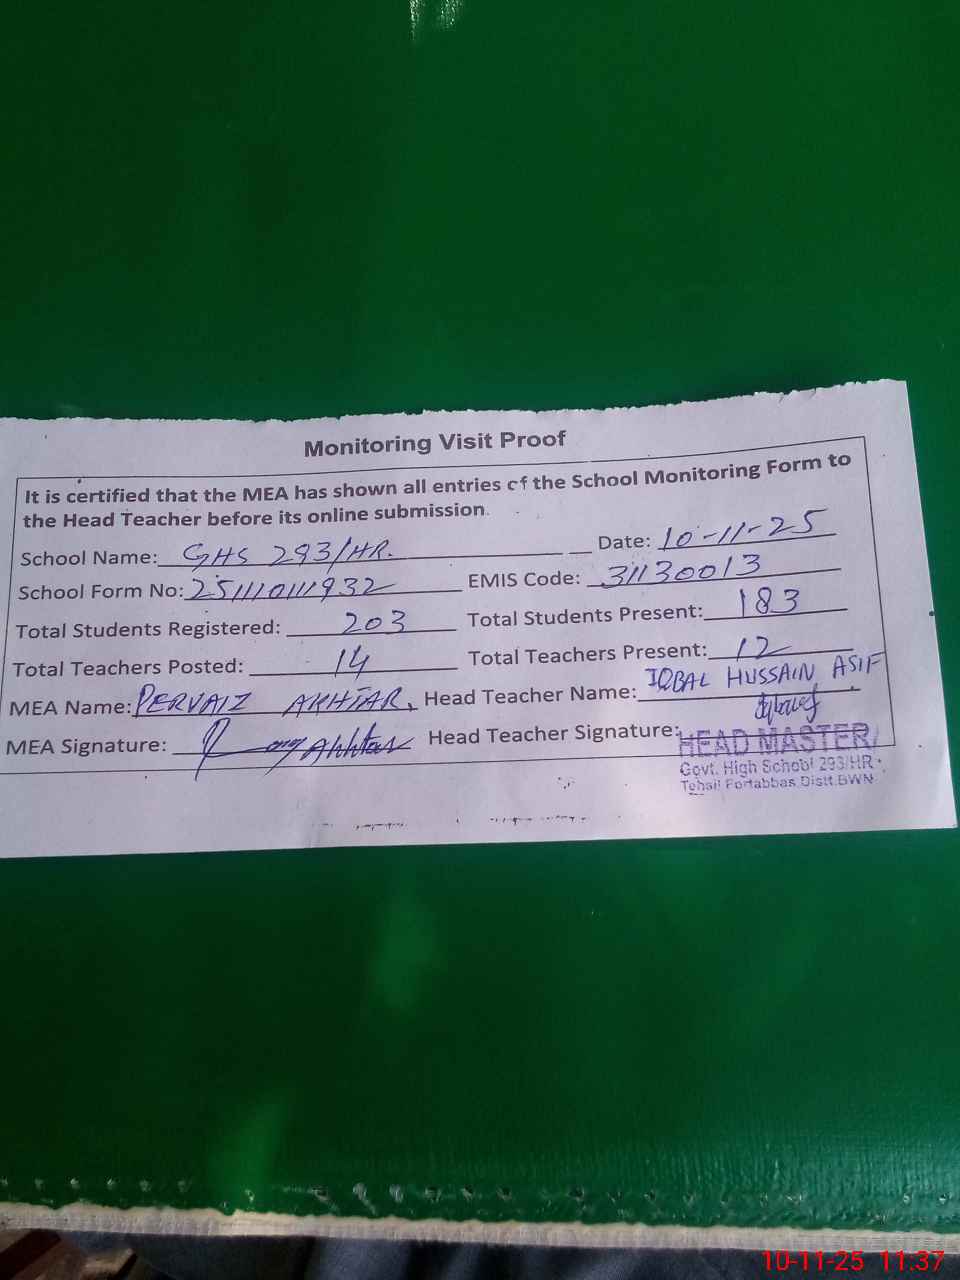 Monitoring Visit Proof
It is certified that the MEA has shown all entries of the School Monitoring Form to
the Head Teacher before its online submission.
School Name: GHS 293/HR. Date: 10-11-25
School Form No: 251110111932 EMIS Code: 31130013
Total Students Registered: 203 Total Students Present: 183
Total Teachers Posted: 14 Total Teachers Present: 12
MEA Name: PERVAIZ AKHTAR, Head Teacher Name: IQBAL HUSSAIN ASIF
MEA Signature: Akhtar Head Teacher Signature:
HEAD MASTER
Govt. High School 293/HR
Tehsil Fortabbas Distt.BWN
10-11-25 11:37